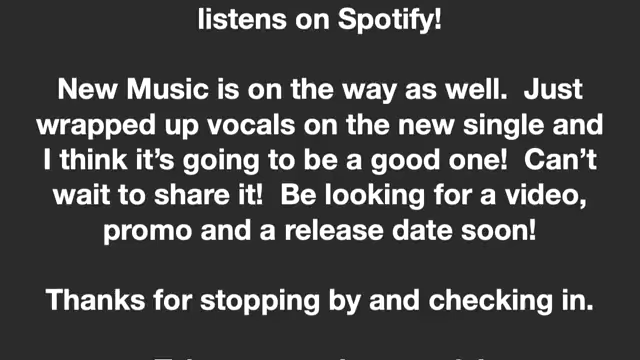 listens on Spotify!
New Music is on the way as well.  Just
wrapped up vocals on the new single and
I think it's going to be a good one!  Can't
wait to share it!  Be looking for a video,
promo and a release date soon!
Thanks for stopping by and checking in.